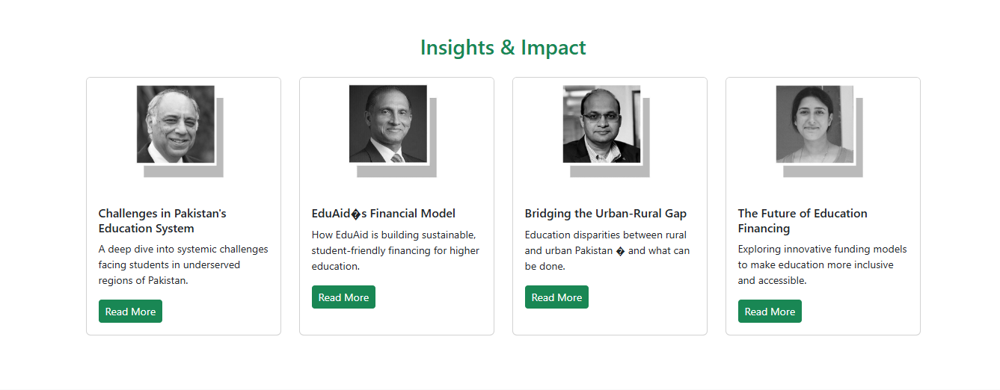 Insights & Impact
Challenges in Pakistan's
Education System
A deep dive into systemic challenges
facing students in underserved
regions of Pakistan.
Read More
EduAid�s Financial Model
How EduAid is building sustainable,
student-friendly financing for higher
education.
Read More
Bridging the Urban-Rural Gap
Education disparities between rural
and urban Pakistan � and what can
be done.
Read More
The Future of Education
Financing
Exploring innovative funding models
to make education more inclusive
and accessible.
Read More